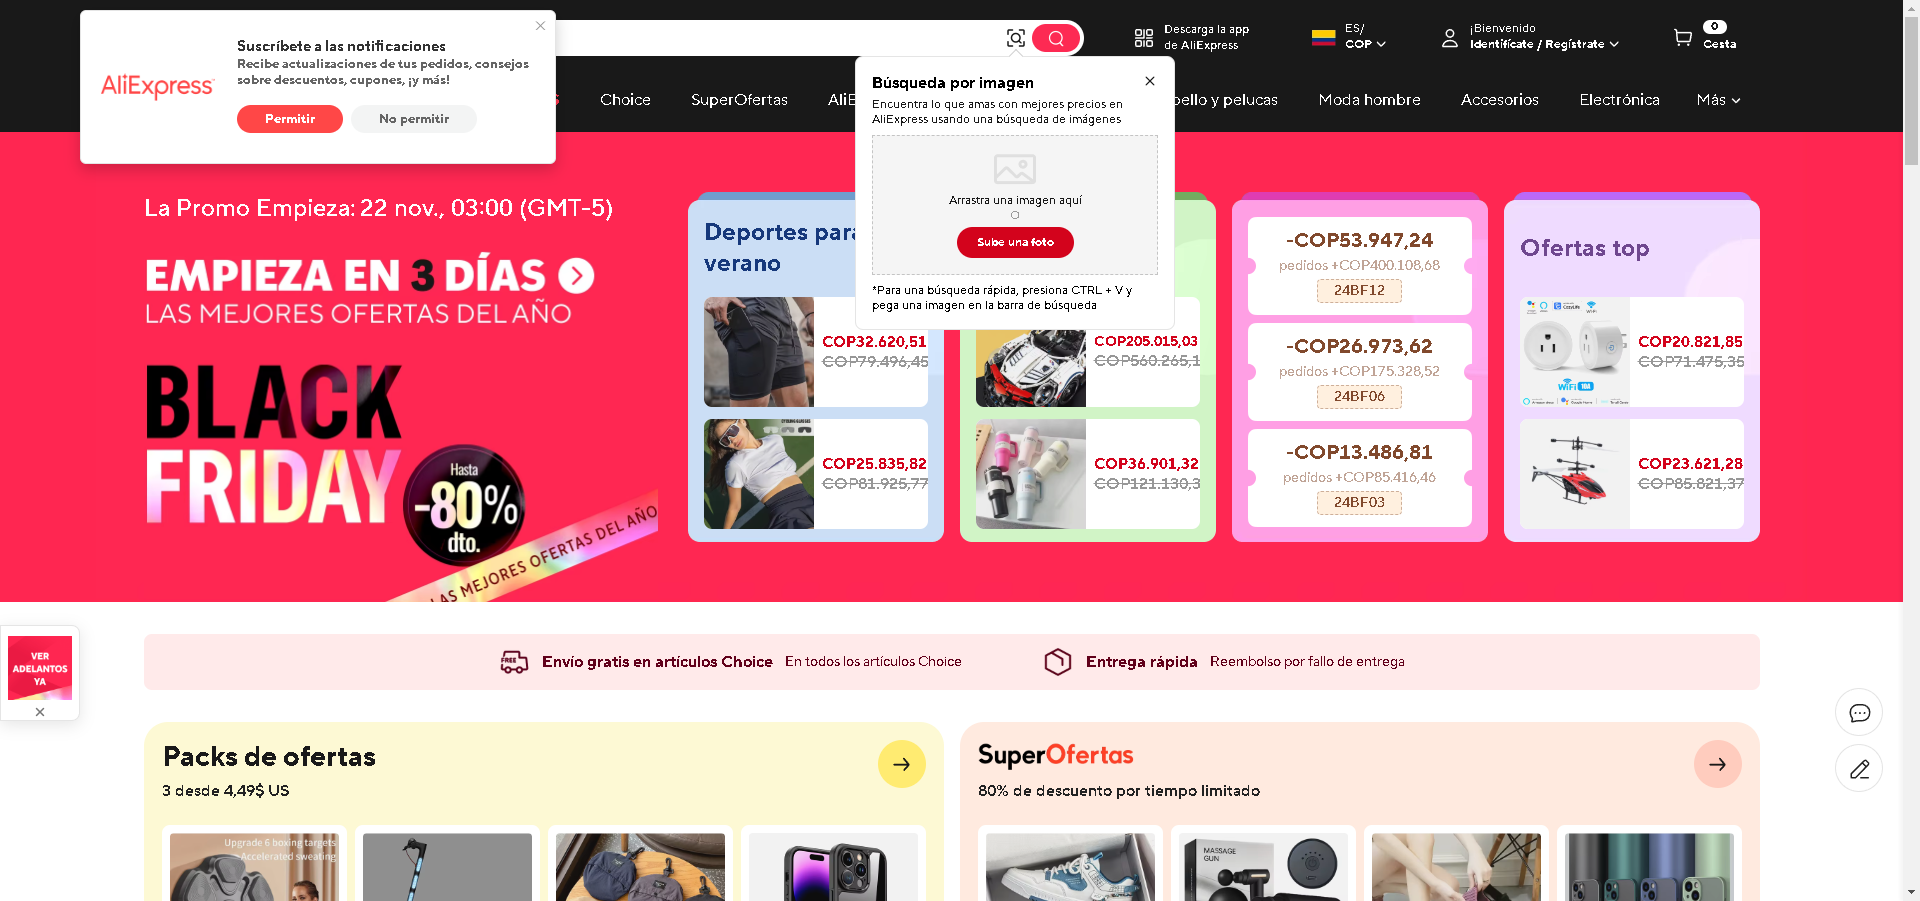 AliExpress
Suscríbete a las notificaciones
Recibe actualizaciones de tus pedidos, consejos
sobre descuentos, cupones, ¡y más!
Permitir
No permitir
Descarga la app
de AliExpress
ES/
COP
¡Bienvenido
Identifícate / Regístrate
0
Cesta
Choice
SuperOfertas
Moda hombre
Accesorios
Electrónica
Más
y pelucas
Búsqueda por imagen
Encuentra lo que amas con mejores precios en
AliExpress usando una búsqueda de imágenes
Arrastra una imagen aquí
O
Sube una foto
*Para una búsqueda rápida, presiona CTRL + V y
pega una imagen en la barra de búsqueda
La Promo Empieza: 22 nov., 03:00 (GMT-5)
EMPIEZA EN 3 DÍAS
LAS MEJORES OFERTAS DEL AÑO
BLACK
FRIDAY
Hasta
-80%
dto.
LAS MEJORES OFERTAS DEL AÑO
Deportes para
verano
COP32.620,51
COP79.496,45
COP25.835,82
COP81.925,77
COP205.015,03
COP560.265,1
COP36.901,32
COP121.130,3
-COP53.947,24
pedidos +COP400.108,68
24BF12
-COP26.973,62
pedidos +COP175.328,52
24BF06
-COP13.486,81
pedidos +COP85.416,46
24BF03
Ofertas top
WiFi 16A
COP20.821,85
COP71.475,35
COP23.621,28
COP85.821,37
VER
ADELANTOS
YA
FREE
Envío gratis en artículos Choice
En todos los artículos Choice
Entrega rápida
Reembolso por fallo de entrega
Packs de ofertas
3 desde 4,49$ US
Upgrade 6 boxing targets
Accelerated sweating
SuperOfertas
80% de descuento por tiempo limitado
MASSAGE
GUN